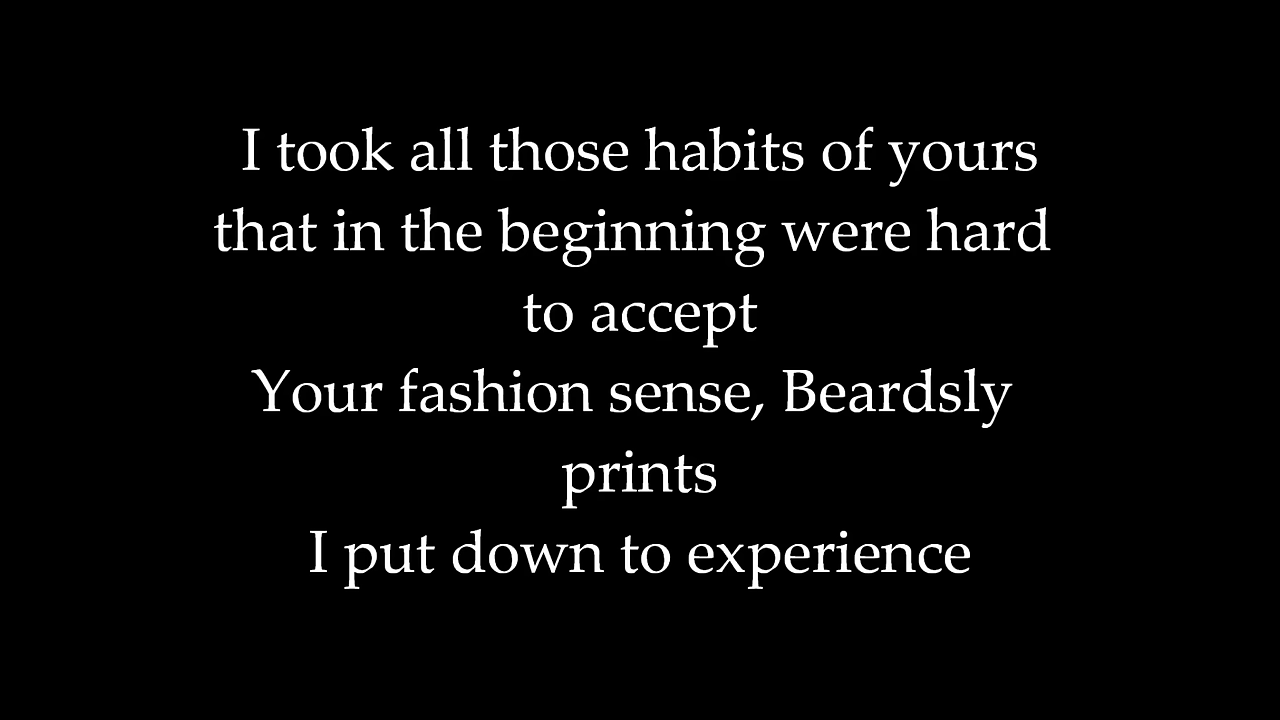 I took all those habits of yours
that in the beginning were hard
to accept
Your fashion sense, Beardsly
prints
I put down to experience